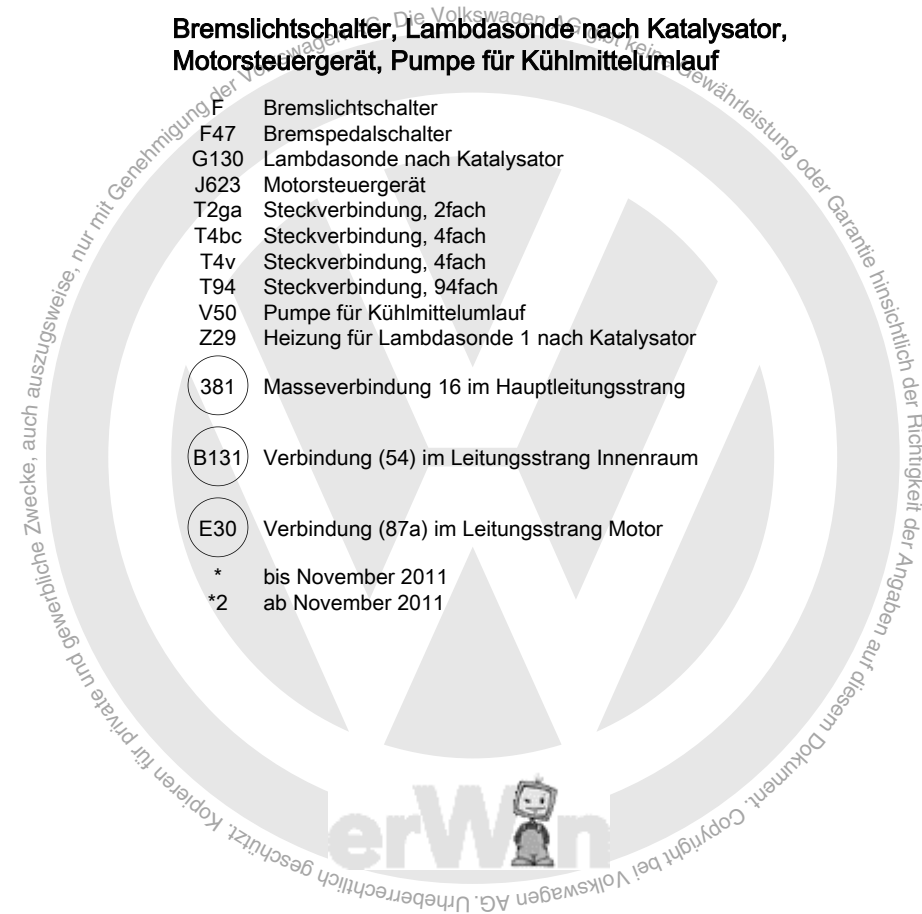 Bremslichtschalter, Lambdasonde nach Katalysator,
Motorsteuergerät, Pumpe für Kühlmittelumlauf
F Bremslichtschalter
F47 Bremspedalschalter
G130 Lambdasonde nach Katalysator
J623 Motorsteuergerät
T2ga Steckverbindung, 2fach
T4bc Steckverbindung, 4fach
T4v Steckverbindung, 4fach
T94 Steckverbindung, 94fach
V50 Pumpe für Kühlmittelumlauf
Z29 Heizung für Lambdasonde 1 nach Katalysator
381 Masseverbindung 16 im Hauptleitungsstrang
B131 Verbindung (54) im Leitungsstrang Innenraum
E30 Verbindung (87a) im Leitungsstrang Motor
* bis November 2011
*2 ab November 2011
erWin
geschützt. Kopieren für private und gewerbliche Zwecke, auch auszugsweise, nur mit Genehmigung der Volkswagen AG. Die Volkswagen AG gibt keine Gewährleistung oder Garantie hinsichtlich der Richtigkeit der Angaben auf diesem Dokument. Copyright bei Volkswagen AG. Urheberrechtlich